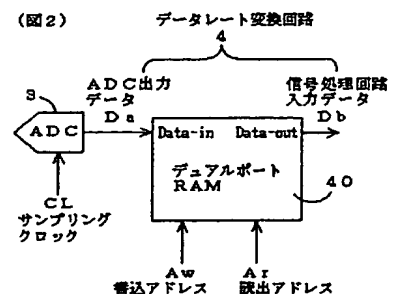 (図2)
データレート変換回路
4
ADC出力
データ
Da
信号処理回路
入力データ
Db
3
ADC
Data-in
Data-out
デュアルポート
RAM
40
CL
サンプリング
クロック
Aw
書込アドレス
Ar
読出アドレス